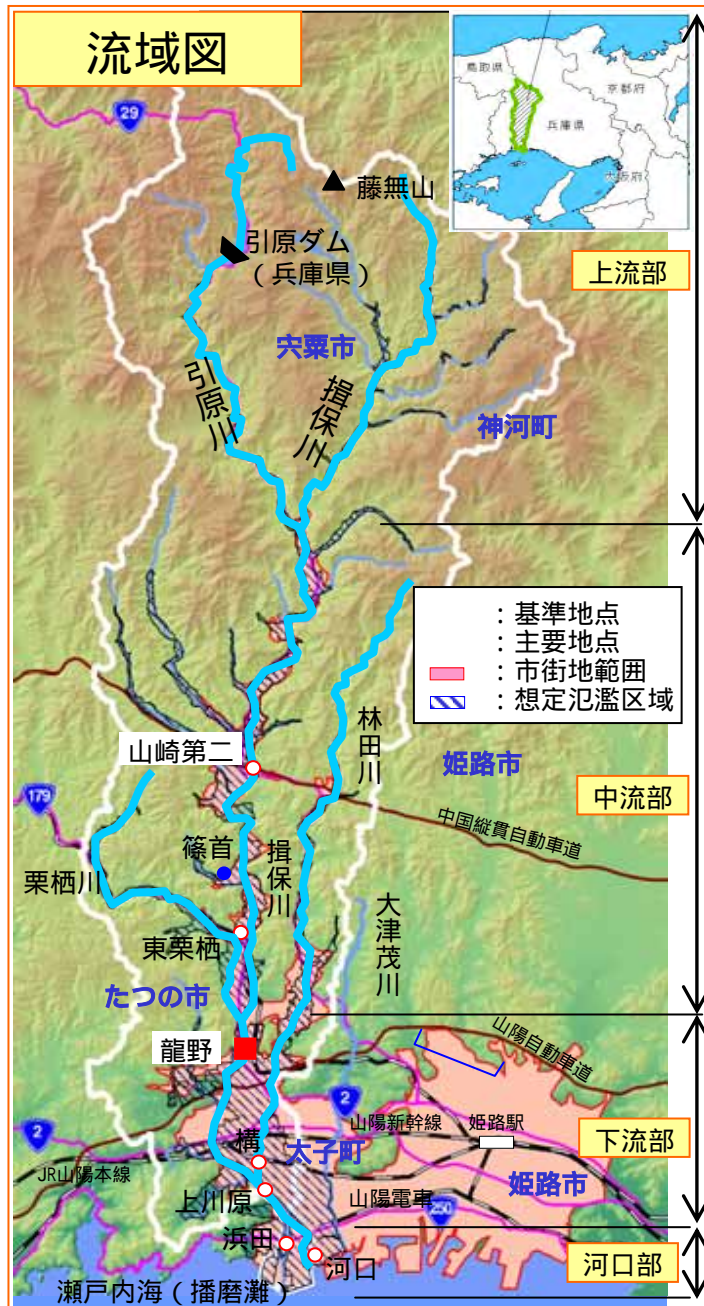 流域図
鳥取県
京都府
兵庫県
大阪府
29
藤無山
引原ダム
（兵庫県）
上流部
宍粟市
引原川
揖保川
神河町
：基準地点
：主要地点
：市街地範囲
：想定氾濫区域
林田川
山崎第二
姫路市
179
中国縦貫自動車道
中流部
篠首
揖保川
栗栖川
大津茂川
東栗栖
たつの市
龍野
山陽自動車道
2
2
山陽新幹線
姫路駅
下流部
構
太子町
JR山陽本線
上川原
山陽電車
姫路市
250
浜田
河口
河口部
瀬戸内海（播磨灘）